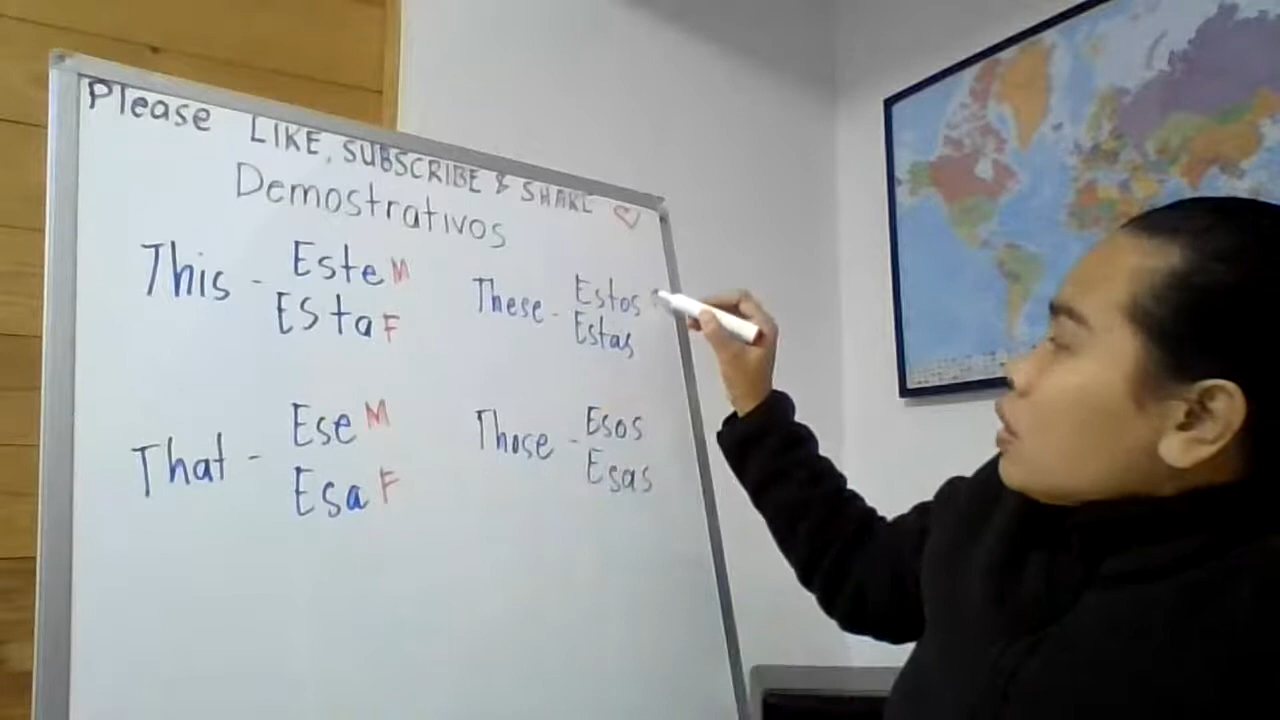 Please LIKE, SUBSCRIBE & SHARE
Demostrativos
This - Este M
Esta F
These - Estos
Estas
That - Ese M
Esa F
Those - Esos
Esas